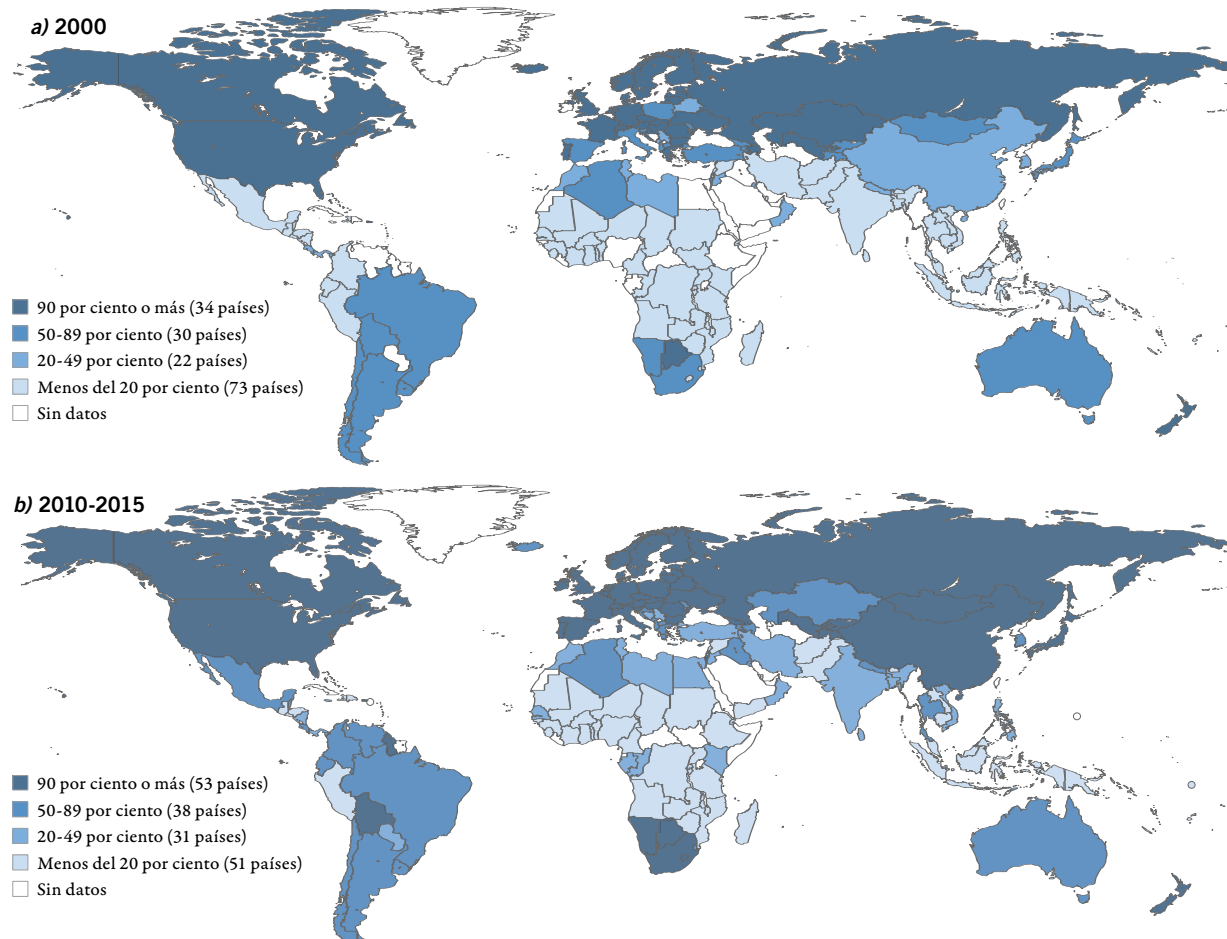 a) 2000
90 por ciento o más (34 países)
50-89 por ciento (30 países)
20-49 por ciento (22 países)
Menos del 20 por ciento (73 países)
Sin datos
b) 2010-2015
90 por ciento o más (53 países)
50-89 por ciento (38 países)
20-49 por ciento (31 países)
Menos del 20 por ciento (51 países)
Sin datos